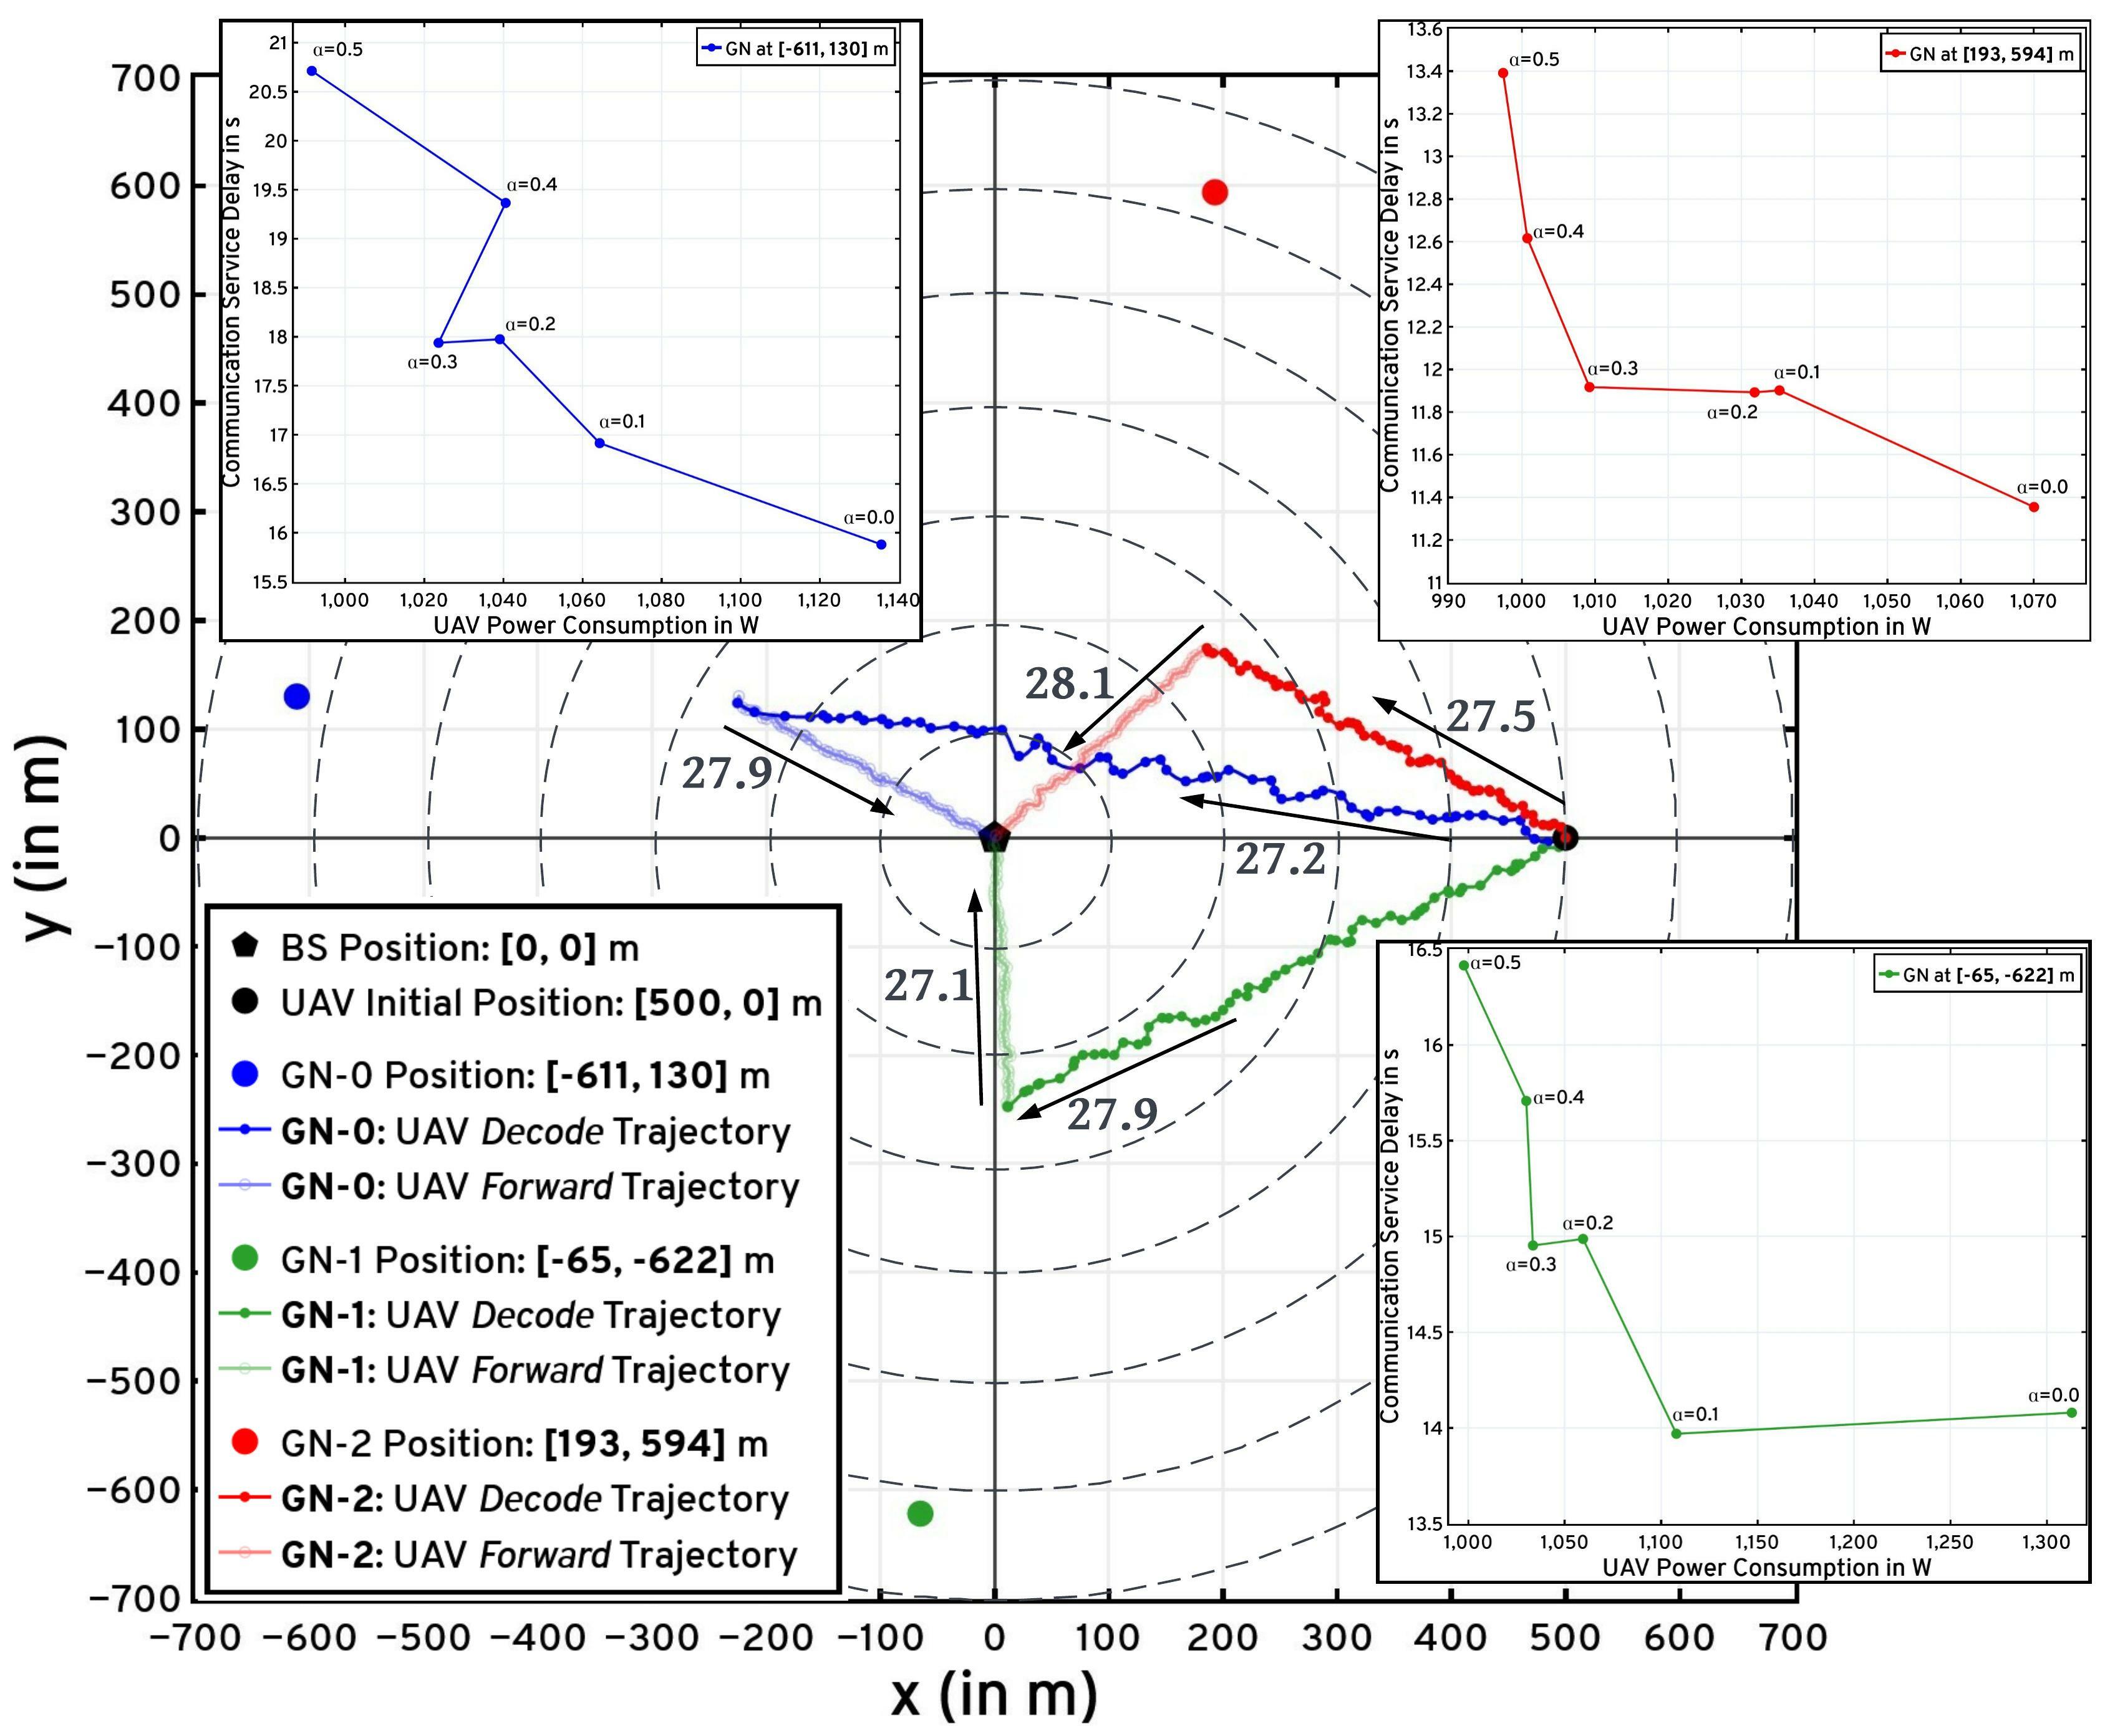 21
20.5
20
19.5
19
18.5
18
17.5
17
16.5
16
15.5
Communication Service Delay in s
α=0.5
α=0.4
α=0.3
α=0.2
α=0.1
α=0.0
GN at [-611, 130] m
1,000 1,020 1,040 1,060 1,080 1,100 1,120 1,140
UAV Power Consumption in W
13.6
13.4
13.2
13
12.8
12.6
12.4
12.2
12
11.8
11.6
11.4
11.2
11
Communication Service Delay in s
α=0.5
α=0.4
α=0.3
α=0.2
α=0.1
α=0.0
GN at [193, 594] m
990 1,000 1,010 1,020 1,030 1,040 1,050 1,060 1,070
UAV Power Consumption in W
700
600
500
400
300
200
100
0
−100
−200
−300
−400
−500
−600
−700
y (in m)
28.1
27.5
27.9
27.2
27.1
27.9
BS Position: [0, 0] m
UAV Initial Position: [500, 0] m
GN-0 Position: [-611, 130] m
GN-0: UAV Decode Trajectory
GN-0: UAV Forward Trajectory
GN-1 Position: [-65, -622] m
GN-1: UAV Decode Trajectory
GN-1: UAV Forward Trajectory
GN-2 Position: [193, 594] m
GN-2: UAV Decode Trajectory
GN-2: UAV Forward Trajectory
16.5
16
15.5
15
14.5
14
13.5
Communication Service Delay in s
α=0.5
α=0.4
α=0.3
α=0.2
α=0.1
α=0.0
GN at [-65, -622] m
1,000 1,050 1,100 1,150 1,200 1,250 1,300
UAV Power Consumption in W
−700 −600 −500 −400 −300 −200 −100 0 100 200 300 400 500 600 700
x (in m)